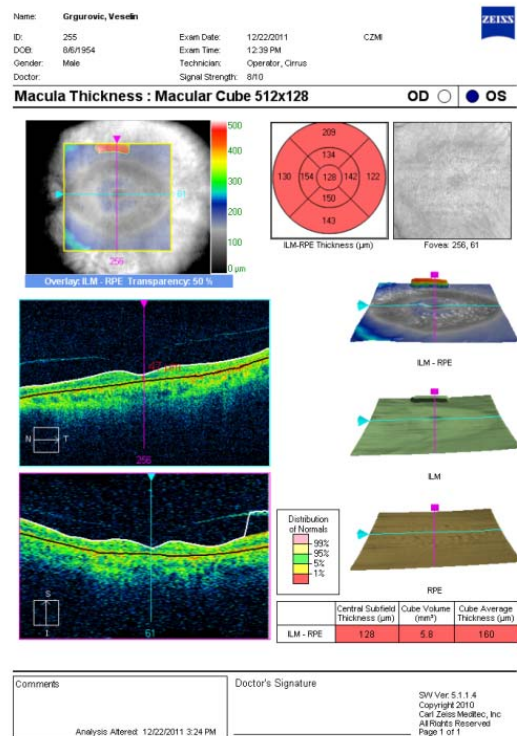 Name: Grgurovic, Veselin
ZEISS
ID: 255 Exam Date: 12/22/2011 CZMI
DOB: 8/6/1954 Exam Time: 12:39 PM
Gender: Male Technician: Operator, Cirrus
Doctor: Signal Strength: 8/10
Macula Thickness : Macular Cube 512x128 OD OS
500
400
300
200
100
0 µm
61
256
Overlay: ILM - RPE Transparency: 50 %
209
134
130 154 128 142 122
150
143
ILM-RPE Thickness (µm)
Fovea: 256, 61
ILM - RPE
N T
256
ILM
S
I
61
Distribution
of Normals
99%
95%
5%
1%
RPE
Central Subfield Thickness (µm) Cube Volume (mm³) Cube Average Thickness (µm)
ILM - RPE 128 5.8 160
Comments
Doctor's Signature
Analysis Altered: 12/22/2011 3:24 PM
SW Ver: 5.1.1.4
Copyright 2010
Carl Zeiss Meditec, Inc
All Rights Reserved
Page 1 of 1